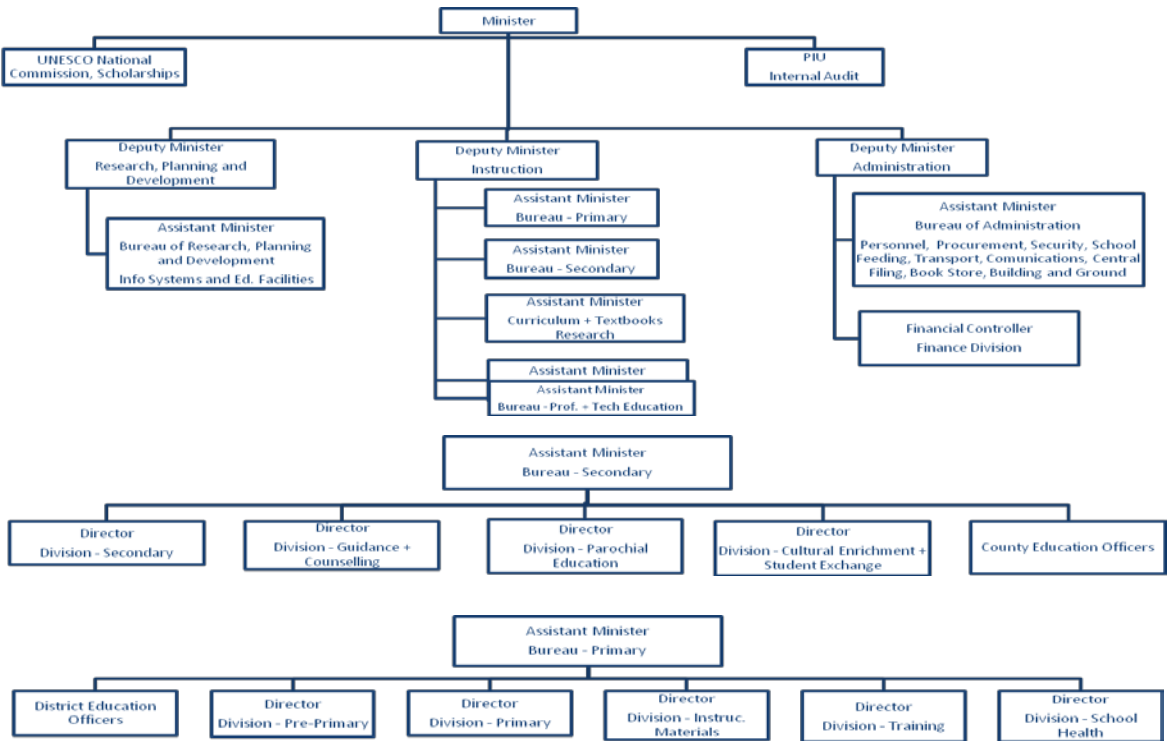 Minister
UNESCO National
Commission, Scholarships
PIU
Internal Audit
Deputy Minister
Research, Planning and
Development
Deputy Minister
Instruction
Deputy Minister
Administration
Assistant Minister
Bureau of Research, Planning
and Development
Info Systems and Ed. Facilities
Assistant Minister
Bureau - Primary
Assistant Minister
Bureau - Secondary
Assistant Minister
Curriculum + Textbooks
Research
Assistant Minister
Assistant Minister
Bureau -Prof. + Tech Education
Assistant Minister
Bureau of Administration
Personnel, Procurement, Security, School
Feeding, Transport, Comunications, Central
Filing, Book Store, Building and Ground
Financial Controller
Finance Division
Assistant Minister
Bureau - Secondary
Director
Division - Secondary
Director
Division - Guidance +
Counselling
Director
Division - Parochial
Education
Director
Division - Cultural Enrichment +
Student Exchange
County Education Officers
Assistant Minister
Bureau - Primary
District Education
Officers
Director
Division - Pre-Primary
Director
Division - Primary
Director
Division - Instruc.
Materials
Director
Division - Training
Director
Division - School
Health